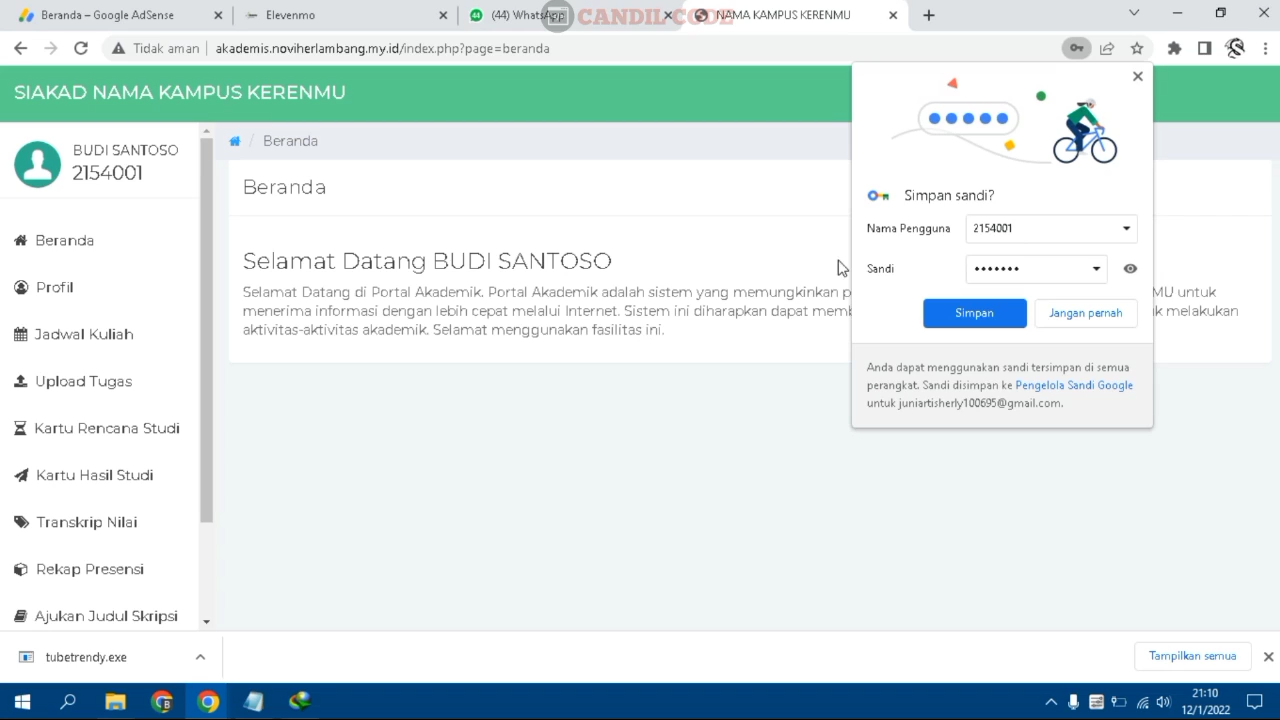 Beranda – Google AdSense
Elevenmo
(44) WhatsApp
CANDIL CODE
NAMA KAMPUS KERENMU
Tidak aman
akademis.noviherlambang.my.id/index.php?page=beranda
SIAKAD NAMA KAMPUS KERENMU
BUDI SANTOSO
2154001
Beranda
Profil
Jadwal Kuliah
Upload Tugas
Kartu Rencana Studi
Kartu Hasil Studi
Transkrip Nilai
Rekap Presensi
Ajukan Judul Skripsi
/ Beranda
Beranda
Selamat Datang BUDI SANTOSO
Selamat Datang di Portal Akademik. Portal Akademik adalah sistem yang memungkinkan MU untuk
menerima informasi dengan lebih cepat melalui Internet. Sistem ini diharapkan dapat melakukan
aktivitas-aktivitas akademik. Selamat menggunakan fasilitas ini.
Simpan sandi?
Nama Pengguna
2154001
Sandi
•••••••
Simpan
Jangan pernah
Anda dapat menggunakan sandi tersimpan di semua
perangkat. Sandi disimpan ke Pengelola Sandi Google
untuk juniartisherly100695@gmail.com.
tubetrendy.exe
Tampilkan semua
21:10
12/1/2022